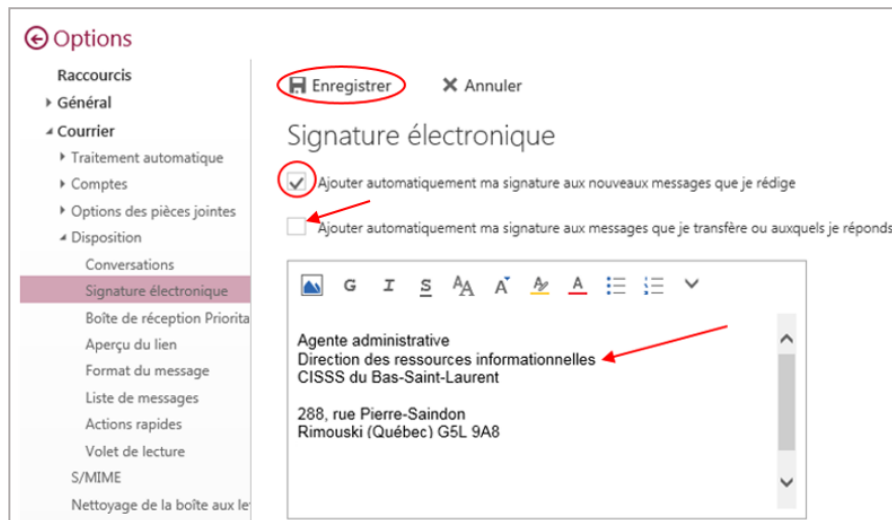 Options
Raccourcis
Général
Courrier
Traitement automatique
Comptes
Options des pièces jointes
Disposition
Conversations
Signature électronique
Boîte de réception Priorita
Aperçu du lien
Format du message
Liste de messages
Actions rapides
Volet de lecture
S/MIME
Nettoyage de la boîte aux le
Enregistrer Annuler
Signature électronique
Ajouter automatiquement ma signature aux nouveaux messages que je rédige
Ajouter automatiquement ma signature aux messages que je transfère ou auxquels je réponds
G I S AA A A A
Agente administrative
Direction des ressources informationnelles
CISSS du Bas-Saint-Laurent
288, rue Pierre-Saindon
Rimouski (Québec) G5L 9A8